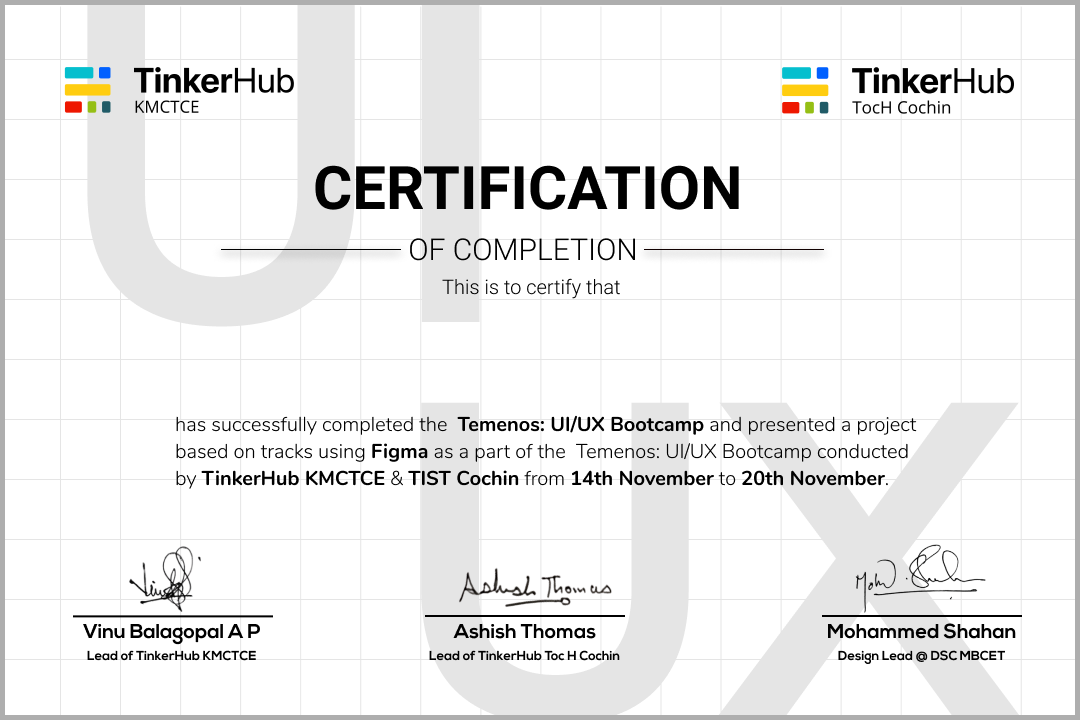 UI
TinkerHub
KMCTCE
TinkerHub
TocH Cochin
CERTIFICATION
OF COMPLETION
This is to certify that
has successfully completed the Temenos: UI/UX Bootcamp and presented a project
based on tracks using Figma as a part of the Temenos: UI/UX Bootcamp conducted
by TinkerHub KMCTCE & TIST Cochin from 14th November to 20th November.
UX
Ashish Thomas
Vinu Balagopal A P
Lead of TinkerHub KMCTCE
Ashish Thomas
Lead of TinkerHub Toc H Cochin
Mohammed Shahan
Design Lead @ DSC MBCET